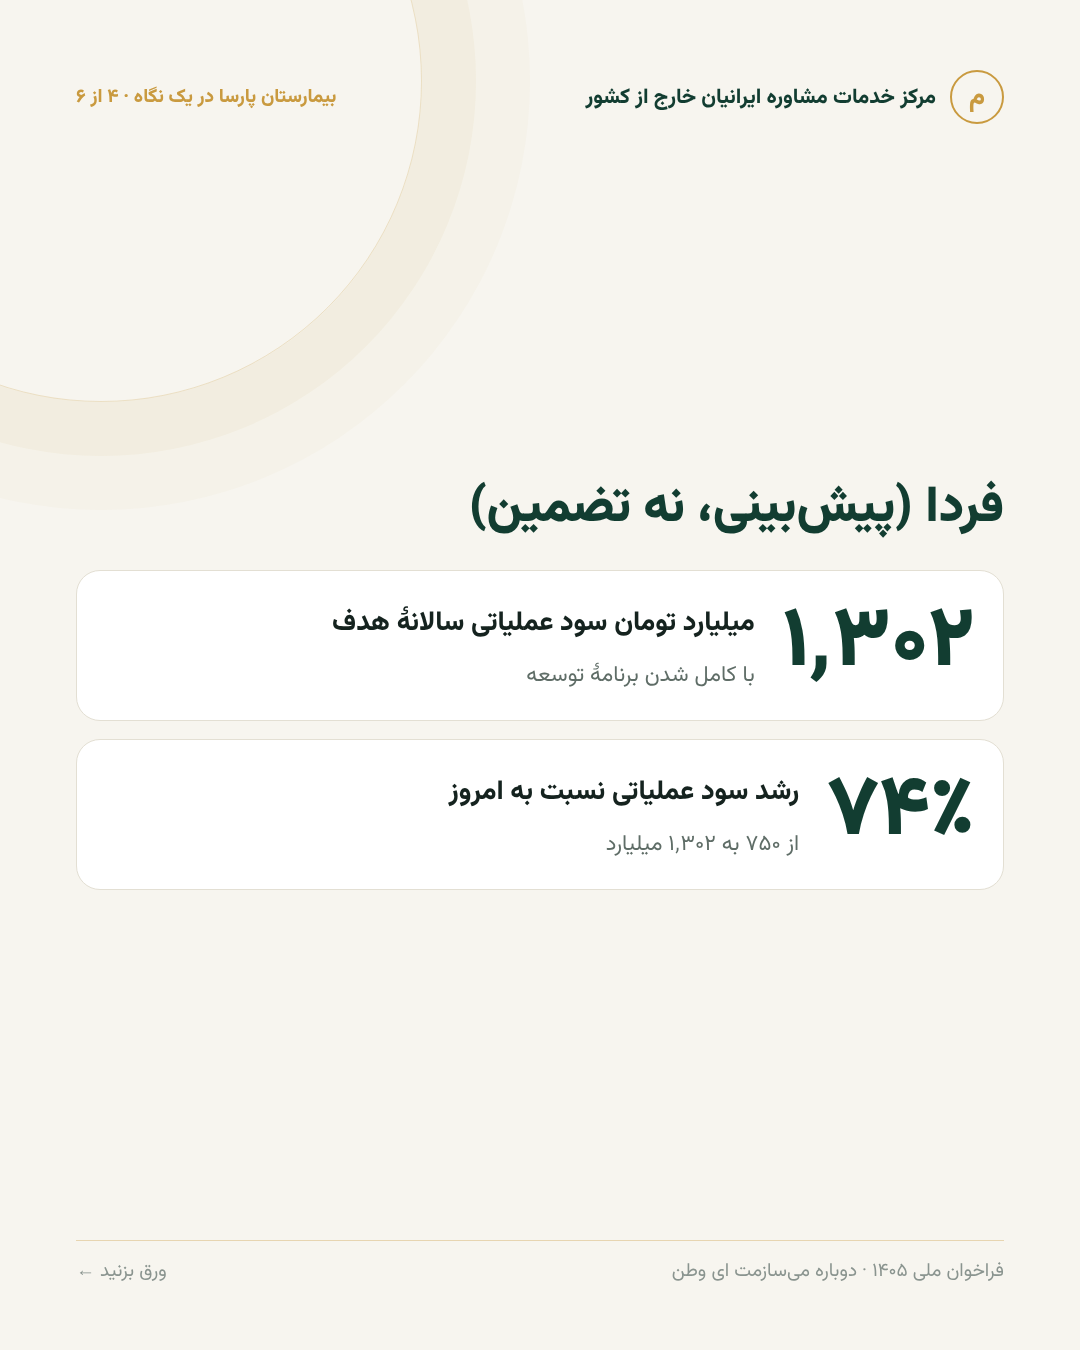 م
مرکز خدمات مشاوره ایرانیان خارج از کشور
بیمارستان پارسا در یک نگاه · ۴ از ۶
فردا (پیش‌بینی، نه تضمین)
۱,۳۰۲
میلیارد تومان سود عملیاتی سالانهٔ هدف
با کامل شدن برنامهٔ توسعه
۷۴٪
رشد سود عملیاتی نسبت به امروز
از ۷۵۰ به ۱,۳۰۲ میلیارد
فراخوان ملی ۱۴۰۵ · دوباره می‌سازمت ای وطن
ورق بزنید ←